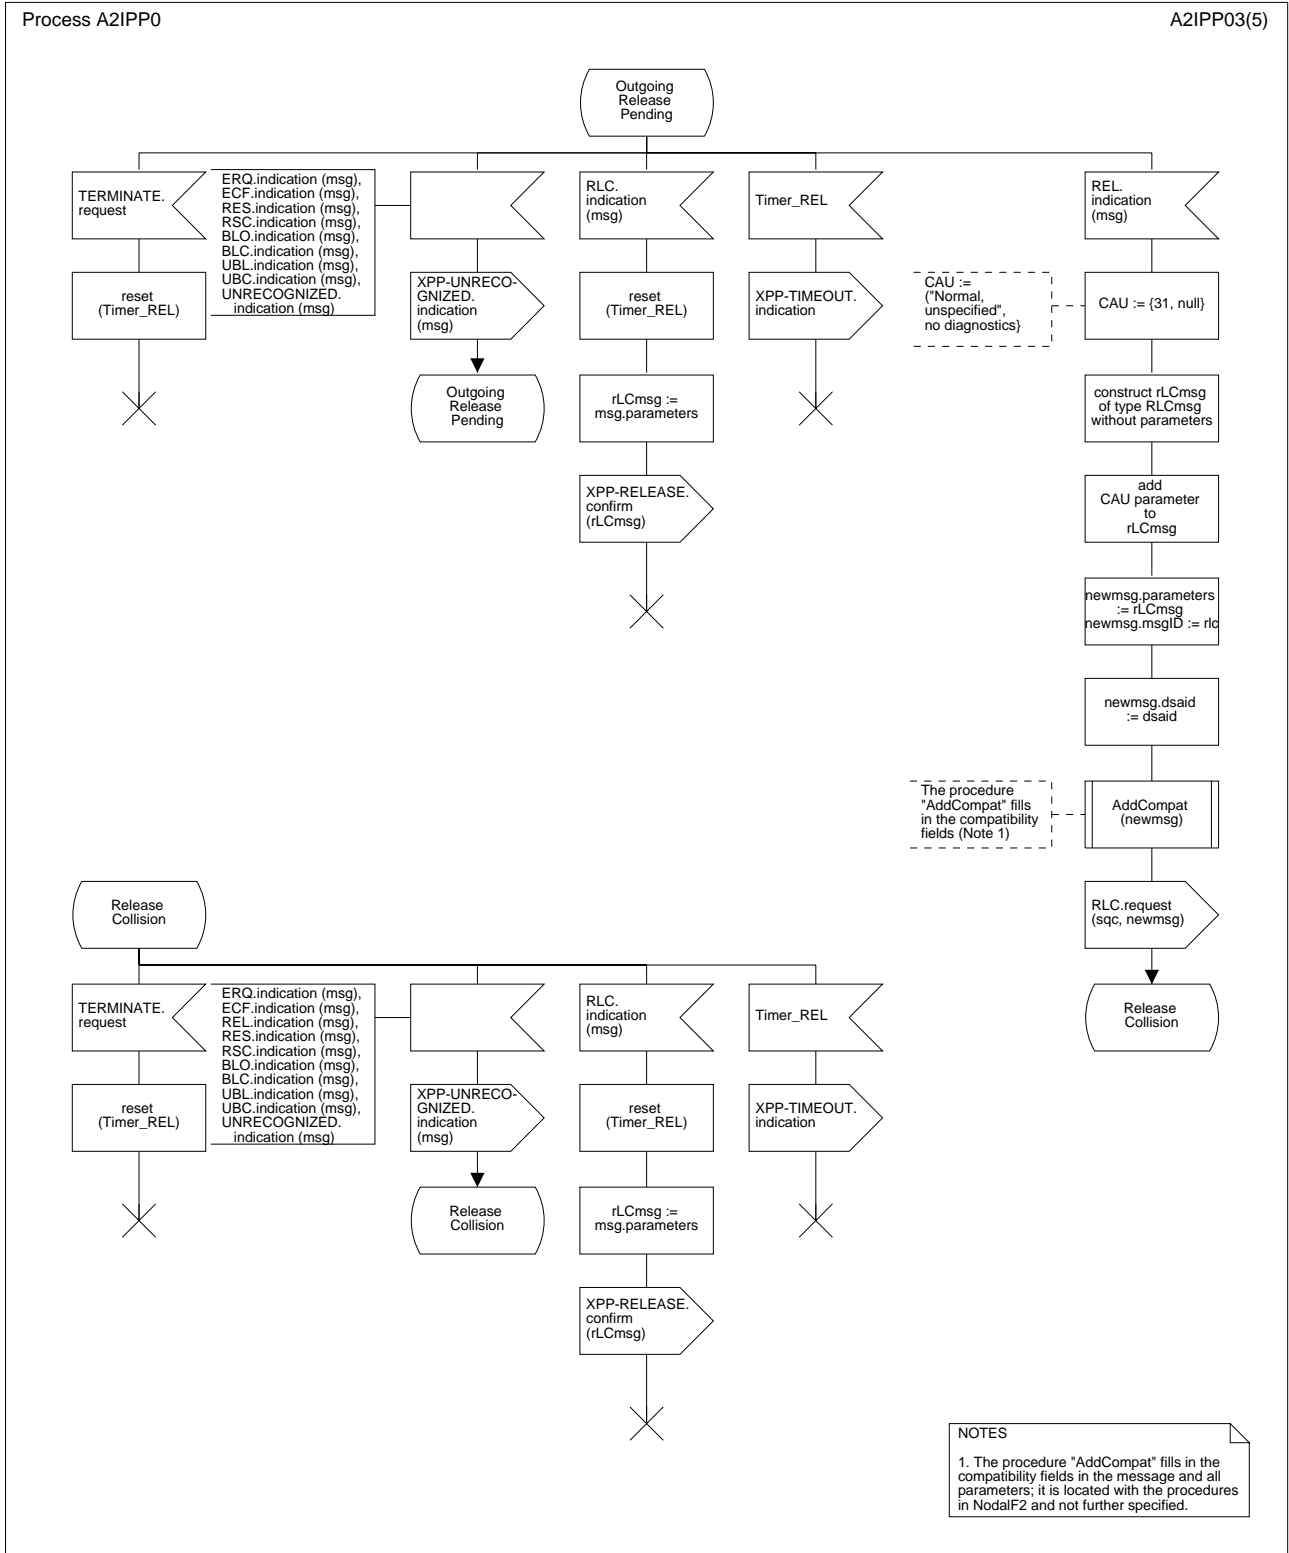 Process A2IPP0
A2IPP03(5)
Outgoing
Release
Pending
TERMINATE.
request
ERQ.indication (msg),
ECF.indication (msg),
RES.indication (msg),
RSC.indication (msg),
BLO.indication (msg),
BLC.indication (msg),
UBL.indication (msg),
UBC.indication (msg),
UNRECOGNIZED.
indication (msg)
RLC.
indication
(msg)
Timer_REL
REL.
indication
(msg)
reset
(Timer_REL)
XPP-UNRECO-
GNIZED.
indication
(msg)
reset
(Timer_REL)
XPP-TIMEOUT.
indication
CAU :=
("Normal,
unspecified",
no diagnostics}
CAU := {31, null}
Outgoing
Release
Pending
rLCmsg :=
msg.parameters
construct rLCmsg
of type RLCmsg
without parameters
XPP-RELEASE.
confirm
(rLCmsg)
add
CAU parameter
to
rLCmsg
newmsg.parameters
:= rLCmsg
newmsg.msgID := rlc
newmsg.dsaid
:= dsaid
The procedure
"AddCompat" fills
in the compatibility
fields (Note 1)
AddCompat
(newmsg)
RLC.request
(sqc, newmsg)
Release
Collision
Release
Collision
TERMINATE.
request
ERQ.indication (msg),
ECF.indication (msg),
REL.indication (msg),
RES.indication (msg),
RSC.indication (msg),
BLO.indication (msg),
BLC.indication (msg),
UBL.indication (msg),
UBC.indication (msg),
UNRECOGNIZED.
indication (msg)
RLC.
indication
(msg)
Timer_REL
reset
(Timer_REL)
XPP-UNRECO-
GNIZED.
indication
(msg)
reset
(Timer_REL)
XPP-TIMEOUT.
indication
Release
Collision
rLCmsg :=
msg.parameters
XPP-RELEASE.
confirm
(rLCmsg)
NOTES
1. The procedure "AddCompat" fills in the
compatibility fields in the message and all
parameters; it is located with the procedures
in NodalF2 and not further specified.